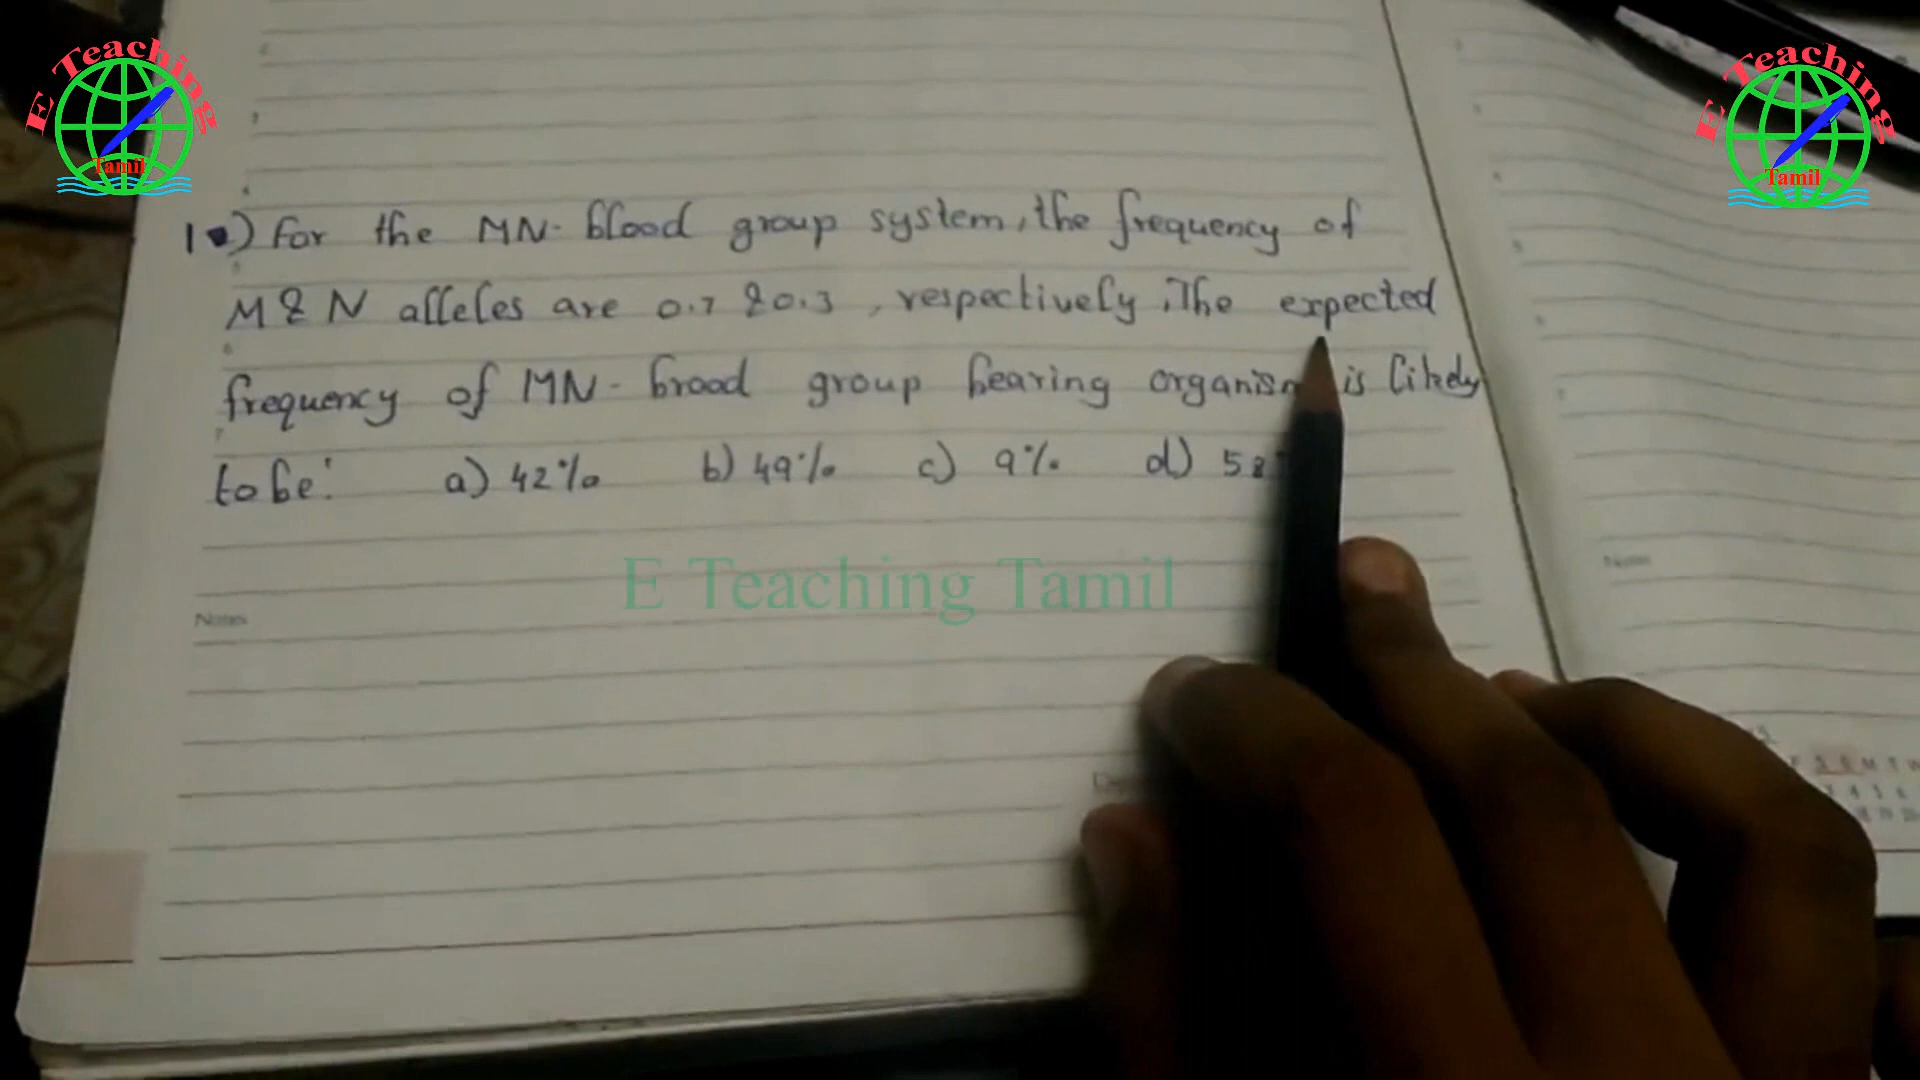 E Teaching
Tamil
E Teaching
Tamil
1) For the MN-blood group system, the frequency of
M & N alleles are 0.7 & 0.3, respectively. The expected
frequency of MN-brood group bearing organism is likely
to be: a) 42% b) 49% c) 9% d)
E Teaching Tamil
Notes
Notes